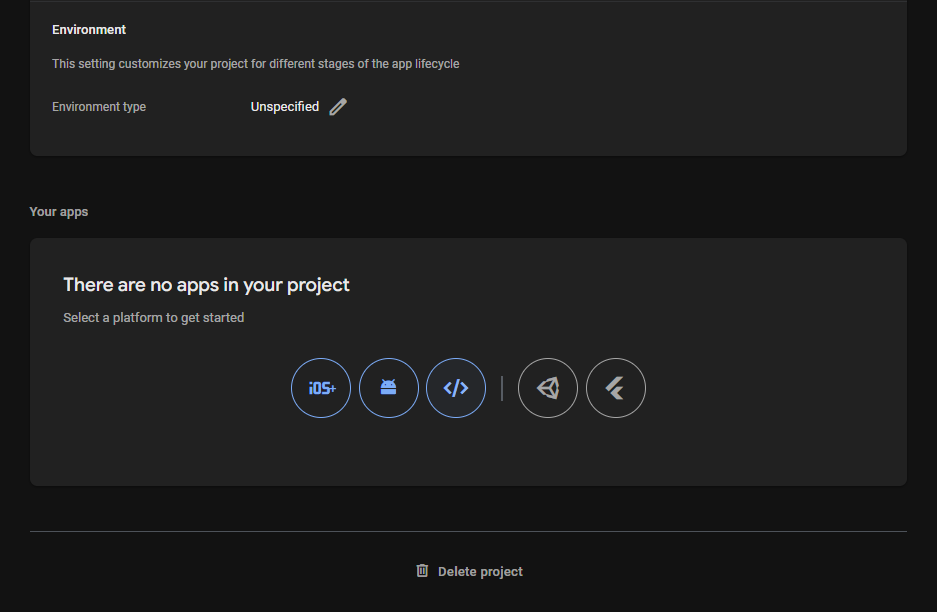 Environment
This setting customizes your project for different stages of the app lifecycle
Environment type
Unspecified
Your apps
There are no apps in your project
Select a platform to get started
iOS+
</>
Delete project